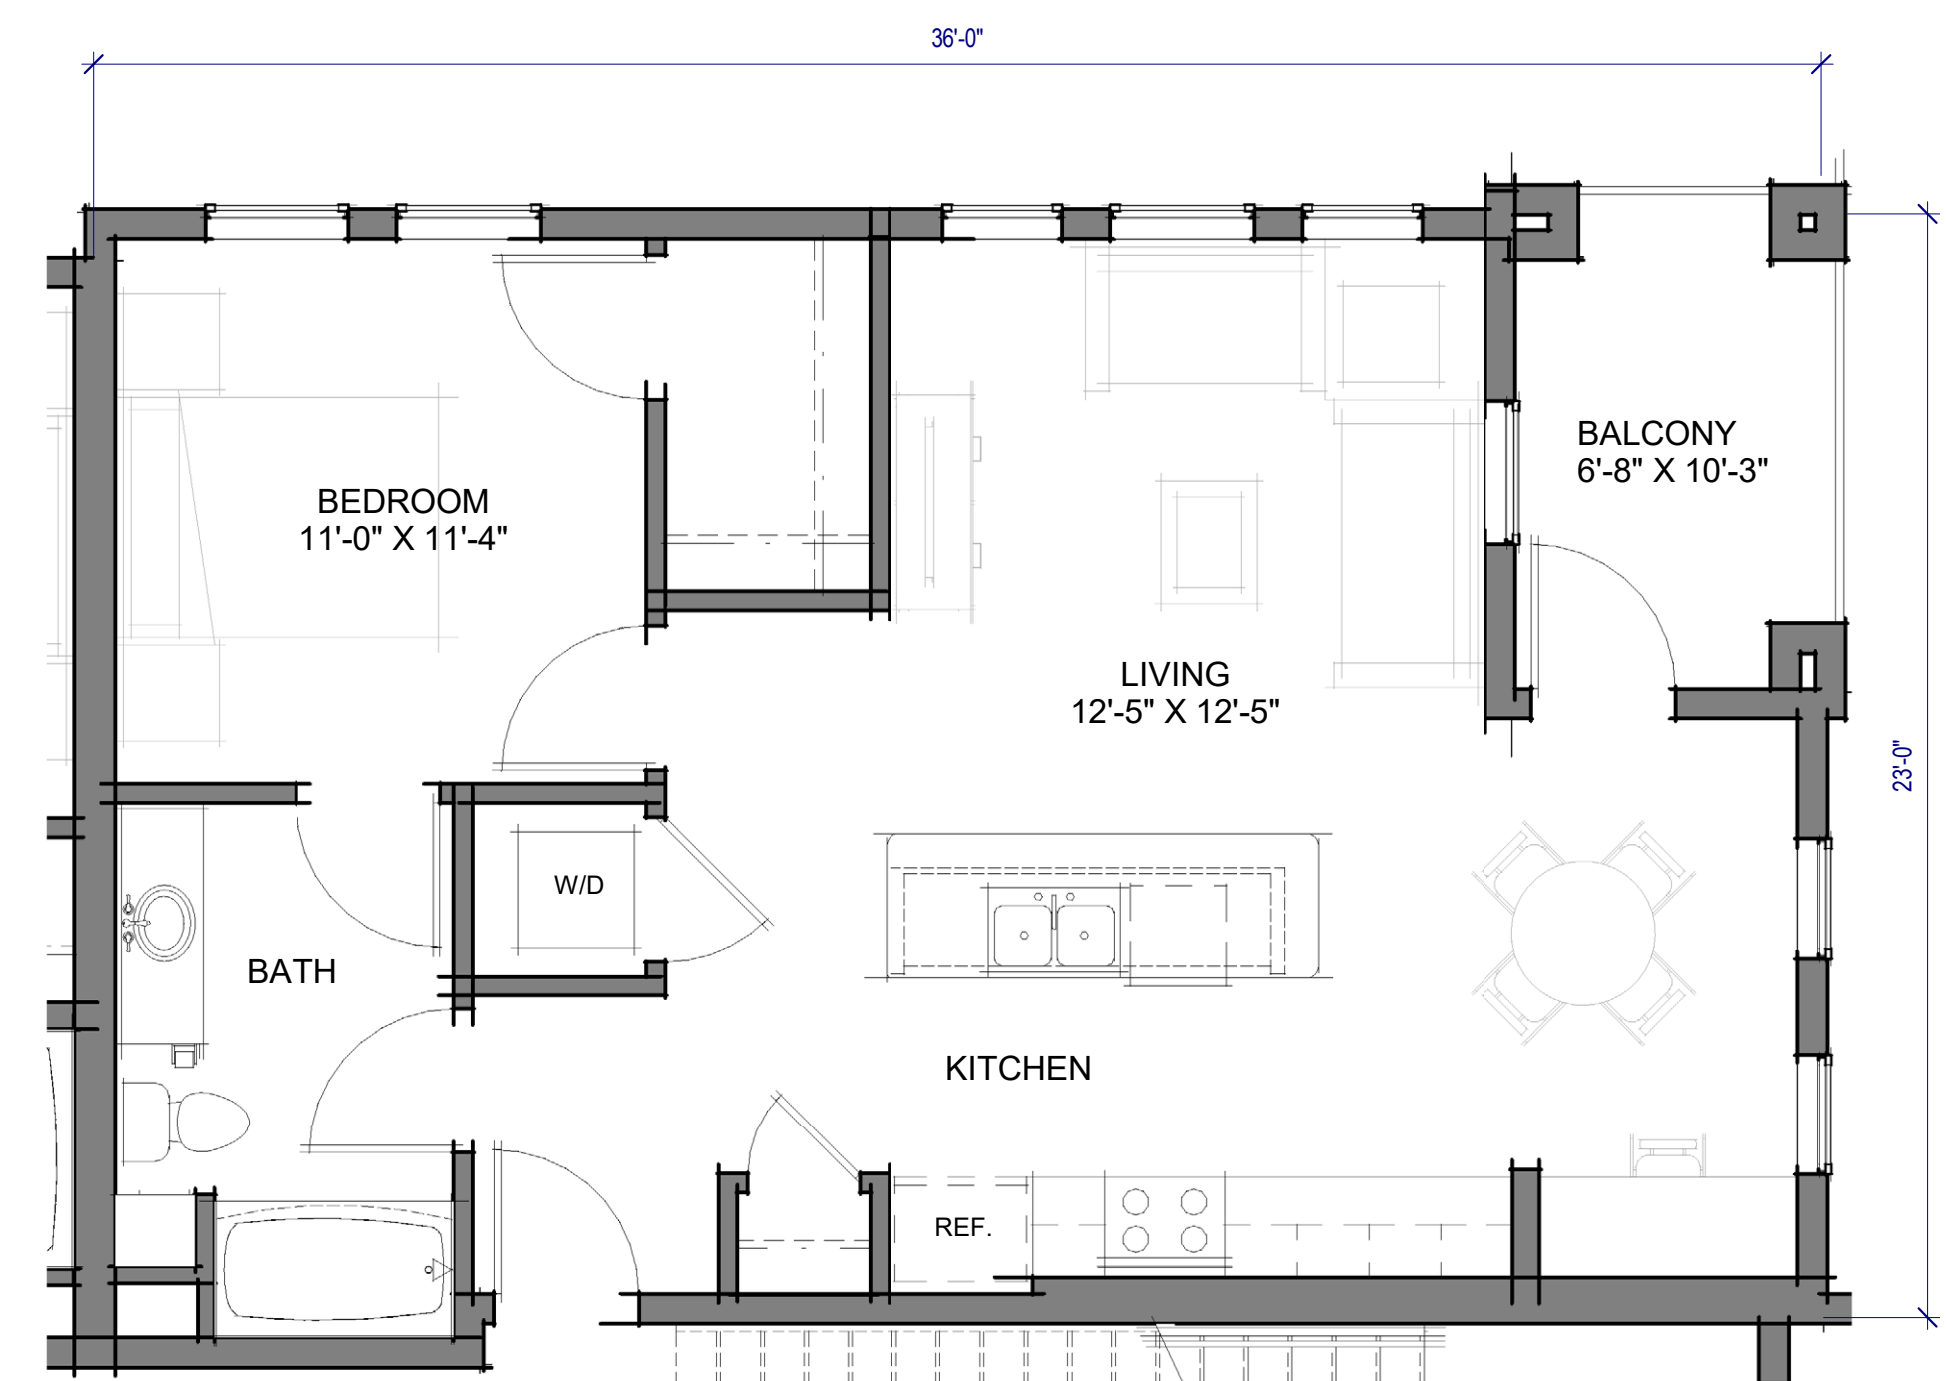 36'-0"
BALCONY
6'-8" X 10'-3"
BEDROOM
11'-0" X 11'-4"
LIVING
12'-5" X 12'-5"
23'-0"
W/D
BATH
KITCHEN
REF.